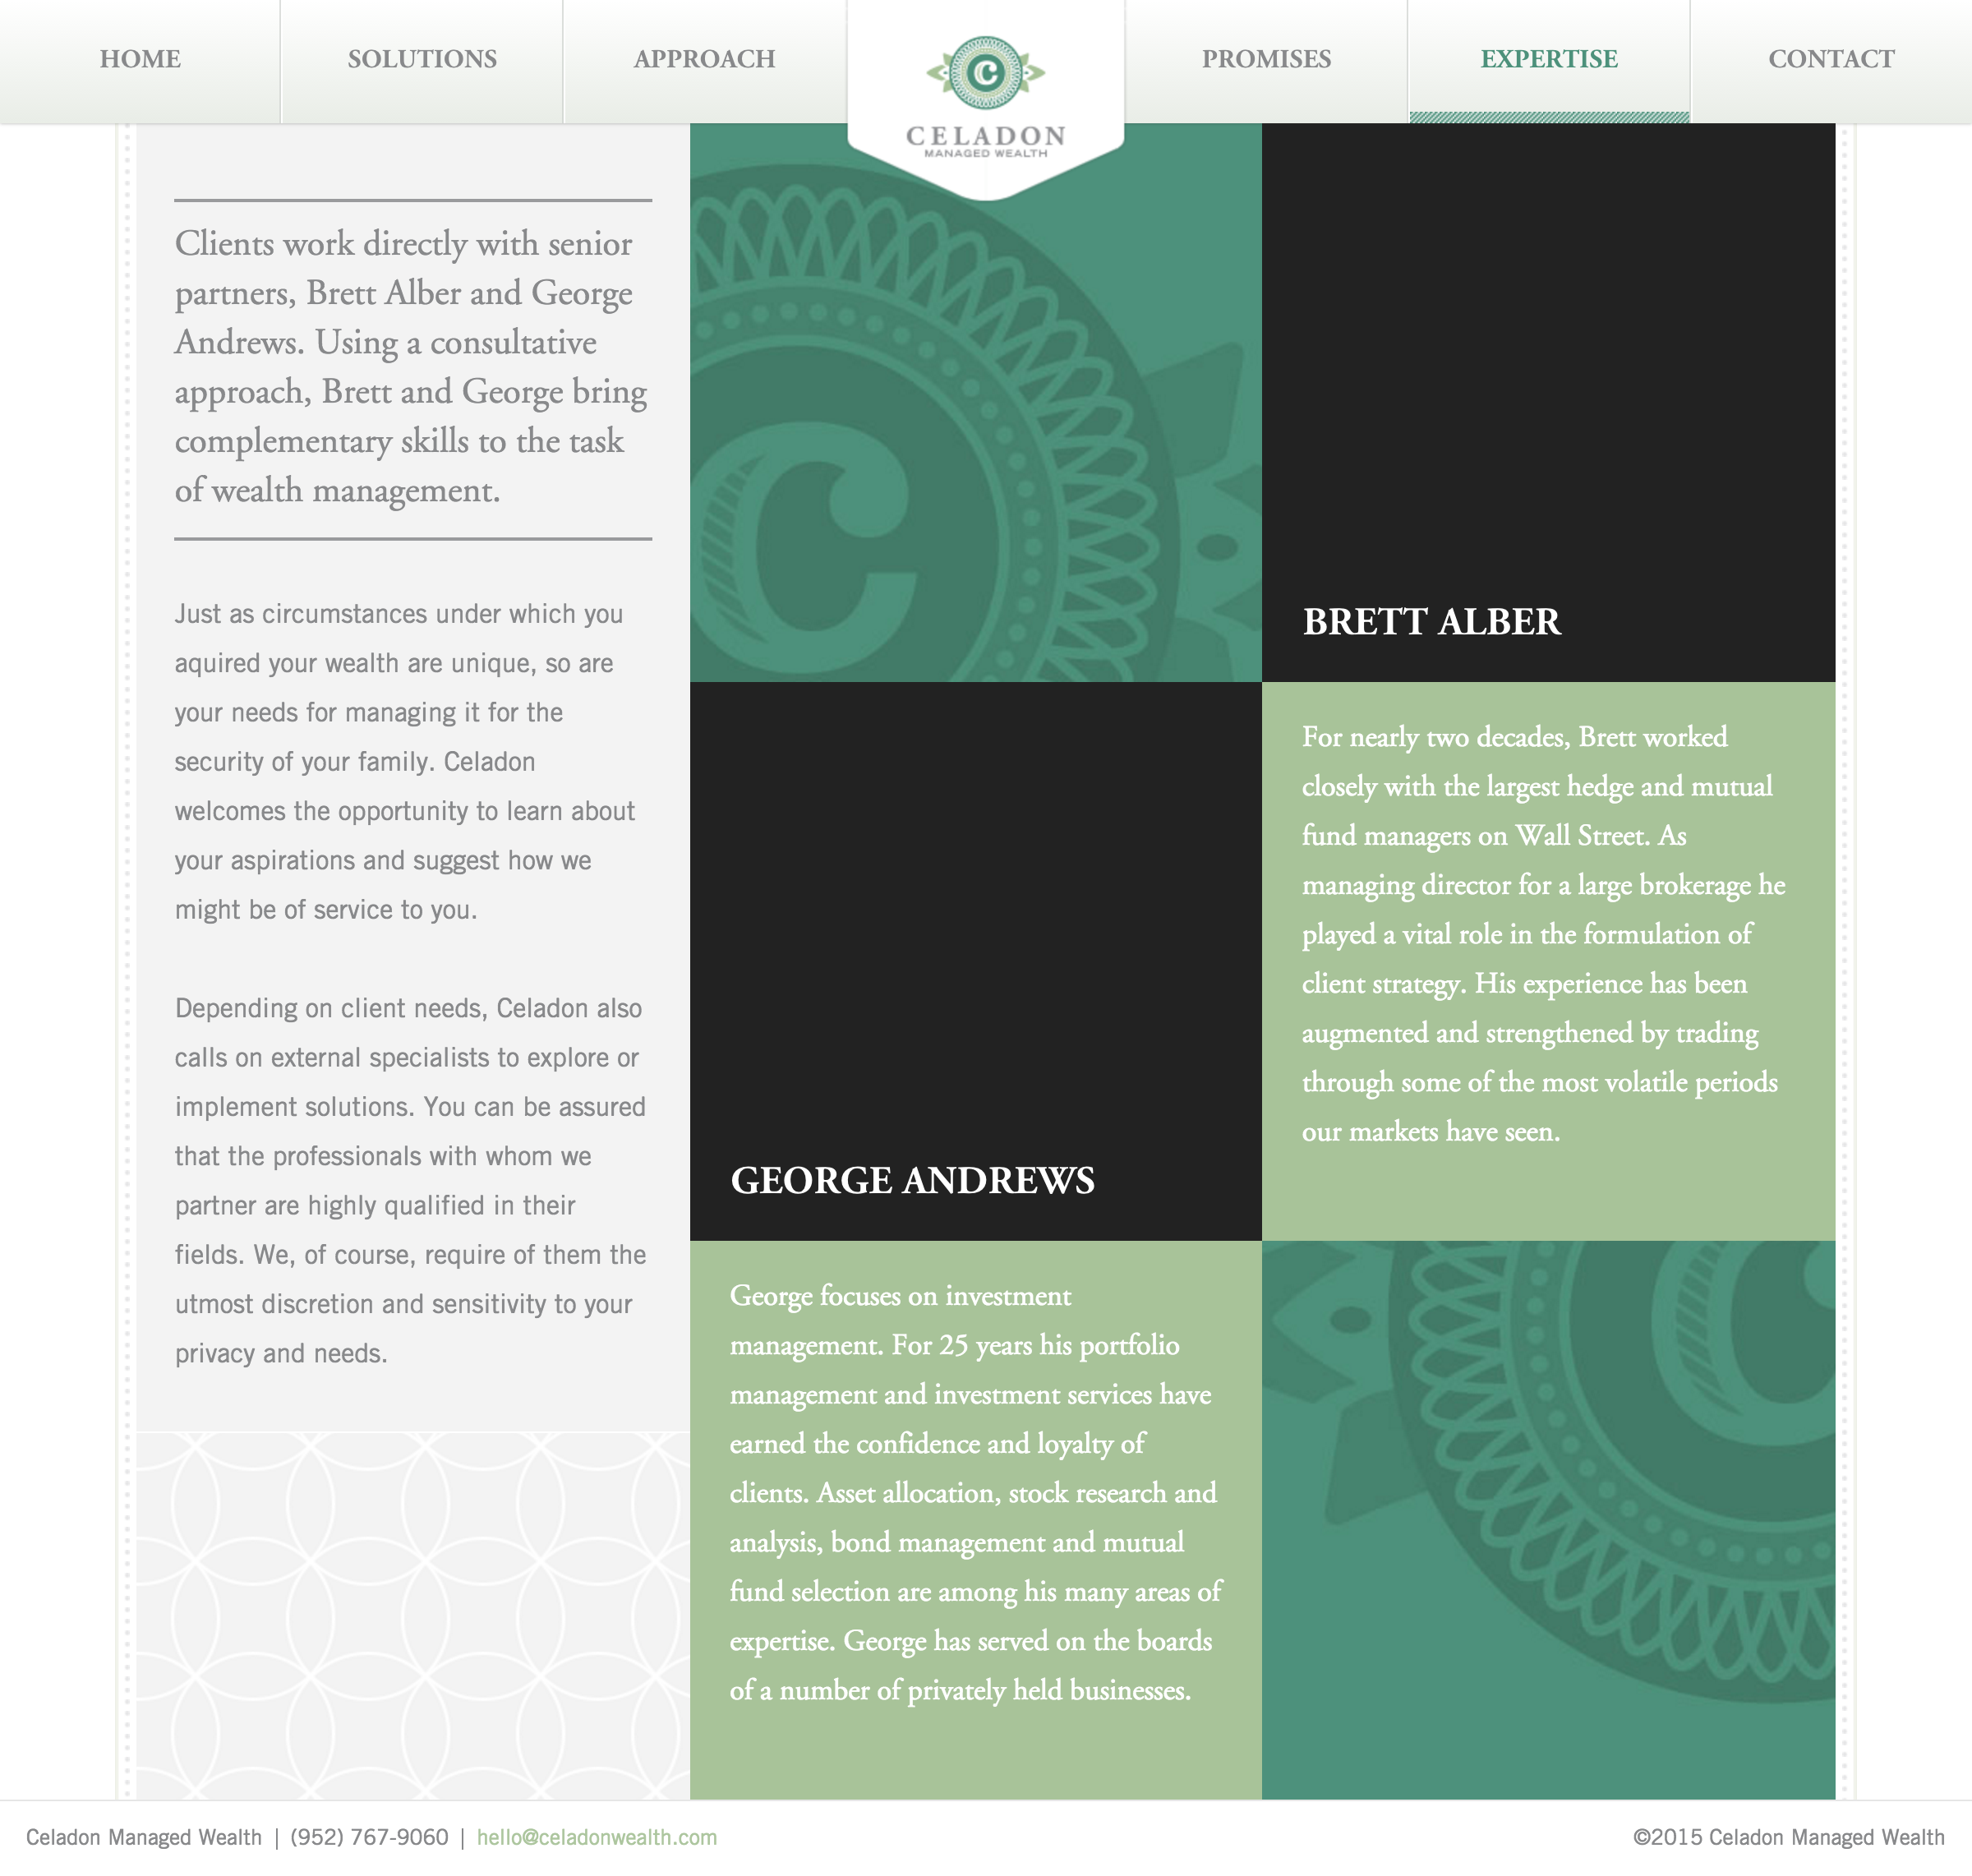 HOME
SOLUTIONS
APPROACH
C
CELADON
MANAGED WEALTH
PROMISES
EXPERTISE
CONTACT
Clients work directly with senior
partners, Brett Alber and George
Andrews. Using a consultative
approach, Brett and George bring
complementary skills to the task
of wealth management.
Just as circumstances under which you
aquired your wealth are unique, so are
your needs for managing it for the
security of your family. Celadon
welcomes the opportunity to learn about
your aspirations and suggest how we
might be of service to you.
Depending on client needs, Celadon also
calls on external specialists to explore or
implement solutions. You can be assured
that the professionals with whom we
partner are highly qualified in their
fields. We, of course, require of them the
utmost discretion and sensitivity to your
privacy and needs.
C
BRETT ALBER
For nearly two decades, Brett worked
closely with the largest hedge and mutual
fund managers on Wall Street. As
managing director for a large brokerage he
played a vital role in the formulation of
client strategy. His experience has been
augmented and strengthened by trading
through some of the most volatile periods
our markets have seen.
GEORGE ANDREWS
George focuses on investment
management. For 25 years his portfolio
management and investment services have
earned the confidence and loyalty of
clients. Asset allocation, stock research and
analysis, bond management and mutual
fund selection are among his many areas of
expertise. George has served on the boards
of a number of privately held businesses.
C
Celadon Managed Wealth | (952) 767-9060 | hello@celadonwealth.com
©2015 Celadon Managed Wealth